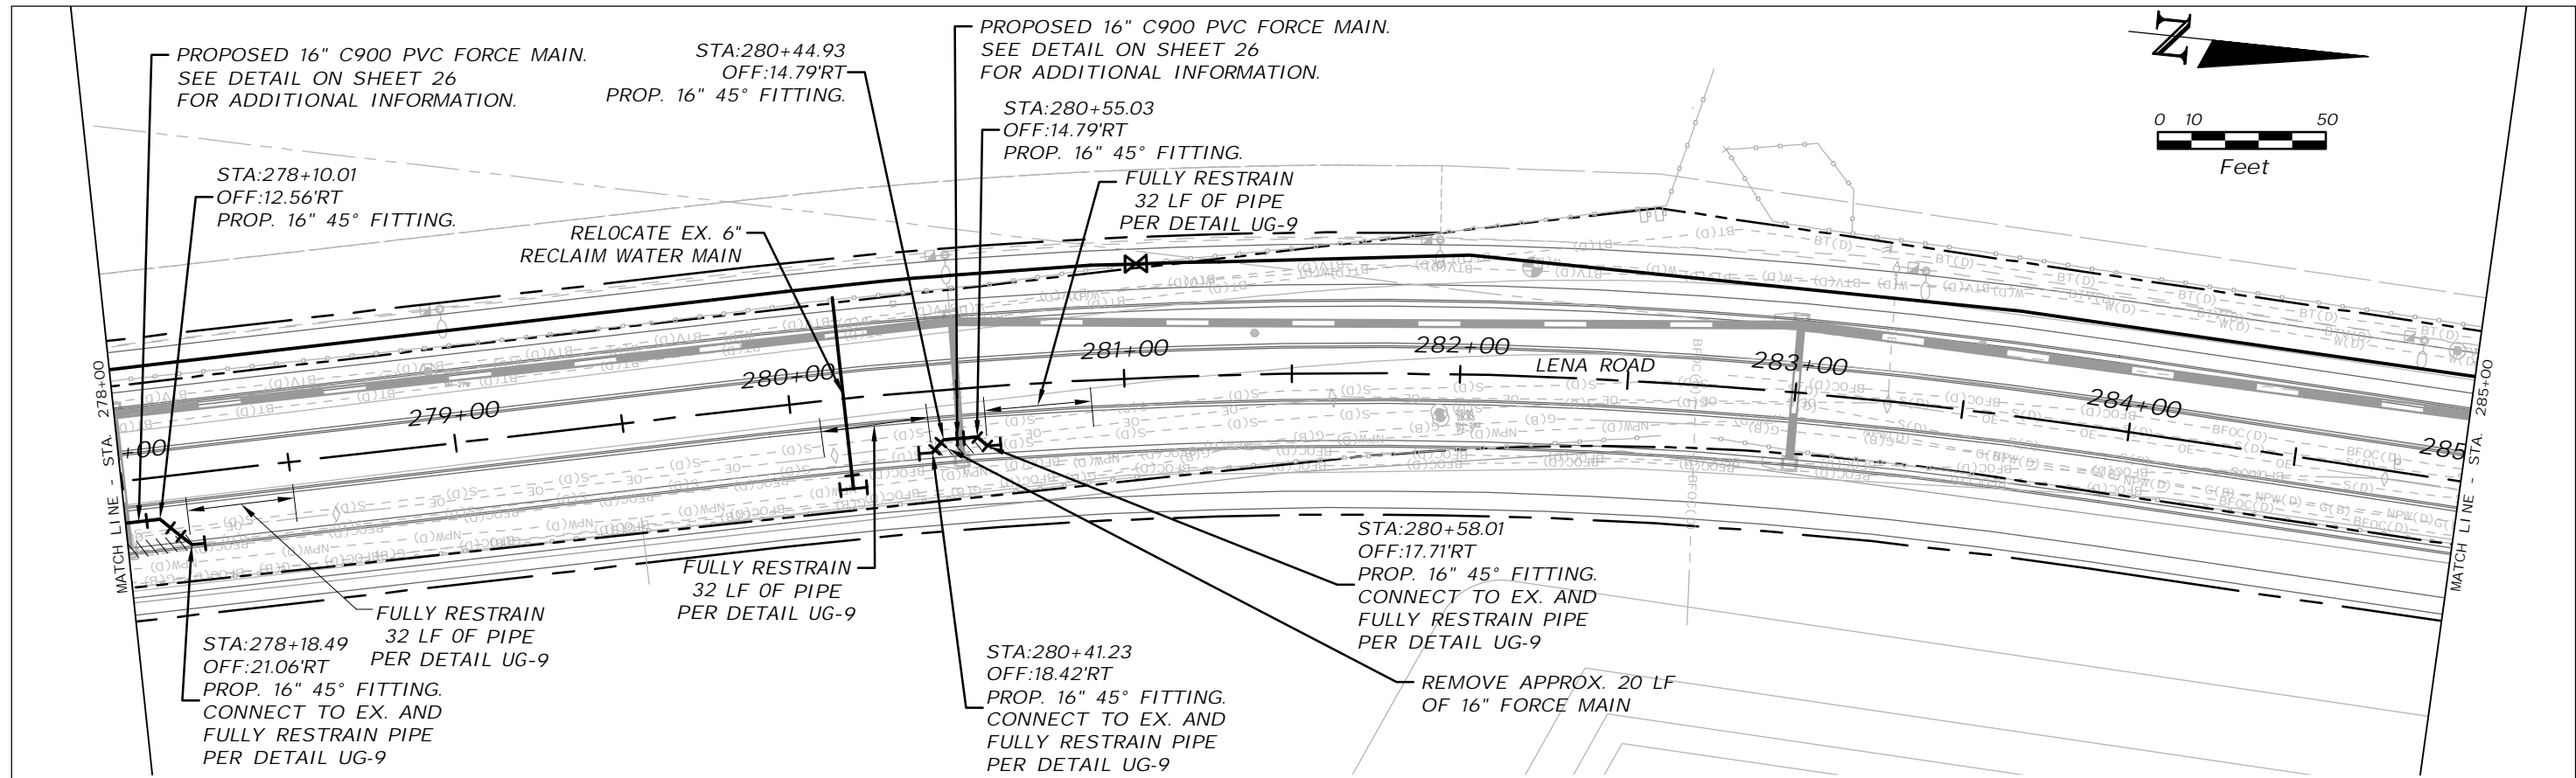 PROPOSED 16" C900 PVC FORCE MAIN.
SEE DETAIL ON SHEET 26
FOR ADDITIONAL INFORMATION.
STA:280+44.93
OFF:14.79'RT
PROP. 16" 45° FITTING.
PROPOSED 16" C900 PVC FORCE MAIN.
SEE DETAIL ON SHEET 26
FOR ADDITIONAL INFORMATION.
N
0 10 50
Feet
STA:278+10.01
OFF:12.56'RT
PROP. 16" 45° FITTING.
STA:280+55.03
OFF:14.79'RT
PROP. 16" 45° FITTING.
RELOCATE EX. 6"
RECLAIM WATER MAIN
FULLY RESTRAIN
32 LF OF PIPE
PER DETAIL UG-9
MATCH LINE - STA. 278+00
+00
279+00
280+00
281+00
282+00
LENA ROAD
283+00
284+00
285
MATCH LINE - STA. 285+00
BT(D)
BTV(D)
W(D)
S(D)
OE
G(B)
NPW(D)
BFOC(D)
FULLY RESTRAIN
32 LF OF PIPE
PER DETAIL UG-9
STA:278+18.49
OFF:21.06'RT
PROP. 16" 45° FITTING.
CONNECT TO EX. AND
FULLY RESTRAIN PIPE
PER DETAIL UG-9
FULLY RESTRAIN
32 LF OF PIPE
PER DETAIL UG-9
STA:280+41.23
OFF:18.42'RT
PROP. 16" 45° FITTING.
CONNECT TO EX. AND
FULLY RESTRAIN PIPE
PER DETAIL UG-9
STA:280+58.01
OFF:17.71'RT
PROP. 16" 45° FITTING.
CONNECT TO EX. AND
FULLY RESTRAIN PIPE
PER DETAIL UG-9
REMOVE APPROX. 20 LF
OF 16" FORCE MAIN